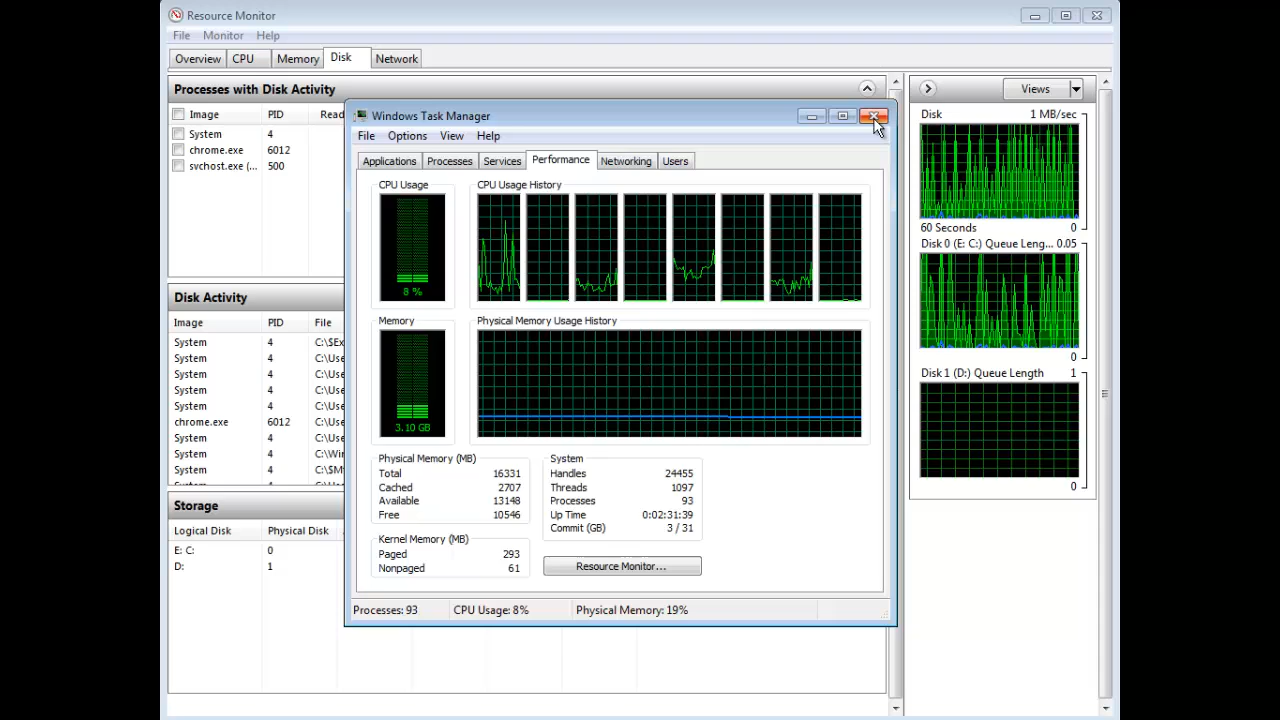 Resource Monitor
File Monitor Help
Overview CPU Memory Disk Network
Processes with Disk Activity
Image PID Read
System 4
chrome.exe 6012
svchost.exe (... 500
Disk Activity
Image PID File
System 4 C:\$Ex
System 4 C:\Use
System 4 C:\Use
System 4 C:\Use
System 4 C:\Use
chrome.exe 6012 C:\Use
System 4 C:\Use
System 4 C:\Win
System 4 C:\$M
Storage
Logical Disk Physical Disk
E: C: 0
D: 1
Windows Task Manager
File Options View Help
Applications Processes Services Performance Networking Users
CPU Usage CPU Usage History
8 %
Memory Physical Memory Usage History
3.10 GB
Physical Memory (MB)
Total 16331
Cached 2707
Available 13148
Free 10546
Kernel Memory (MB)
Paged 293
Nonpaged 61
System
Handles 24455
Threads 1097
Processes 93
Up Time 0:02:31:39
Commit (GB) 3 / 31
Resource Monitor...
Processes: 93 CPU Usage: 8% Physical Memory: 19%
Views
Disk 1 MB/sec
60 Seconds 0
Disk 0 (E: C:) Queue Leng... 0.05
0
Disk 1 (D:) Queue Length 1
0